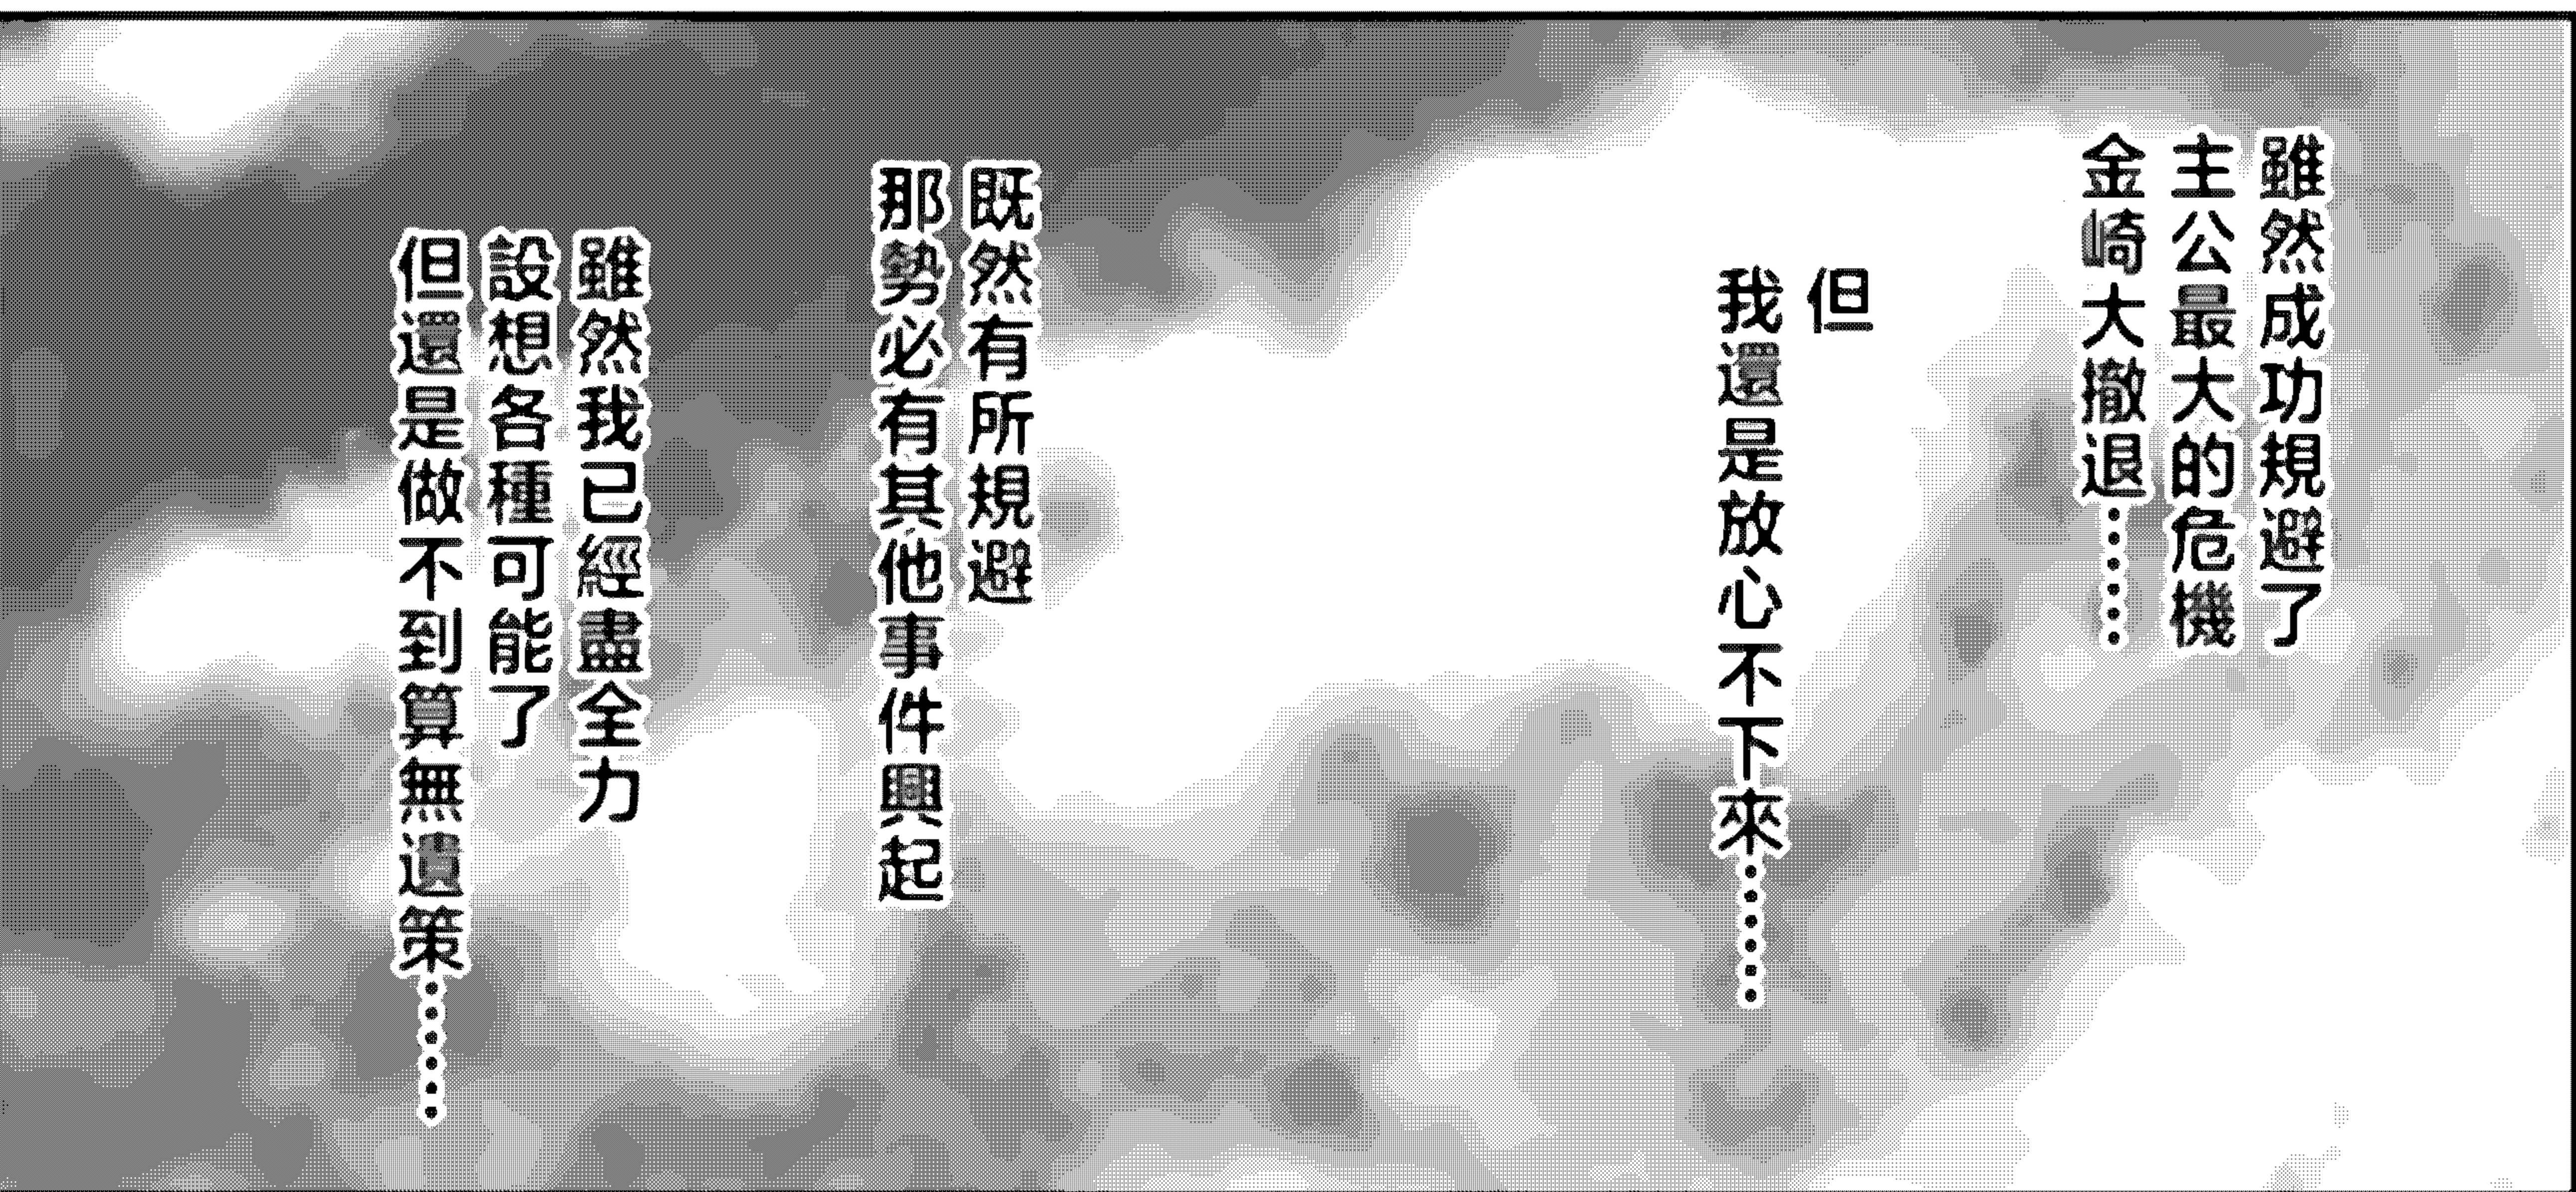 雖然成功規避了
主公最大的危機
金崎大撤退……
但
我還是放心不下來……
既然有所規避
那勢必有其他事件興起
雖然我已經盡全力
設想各種可能了
但還是做不到算無遺策……